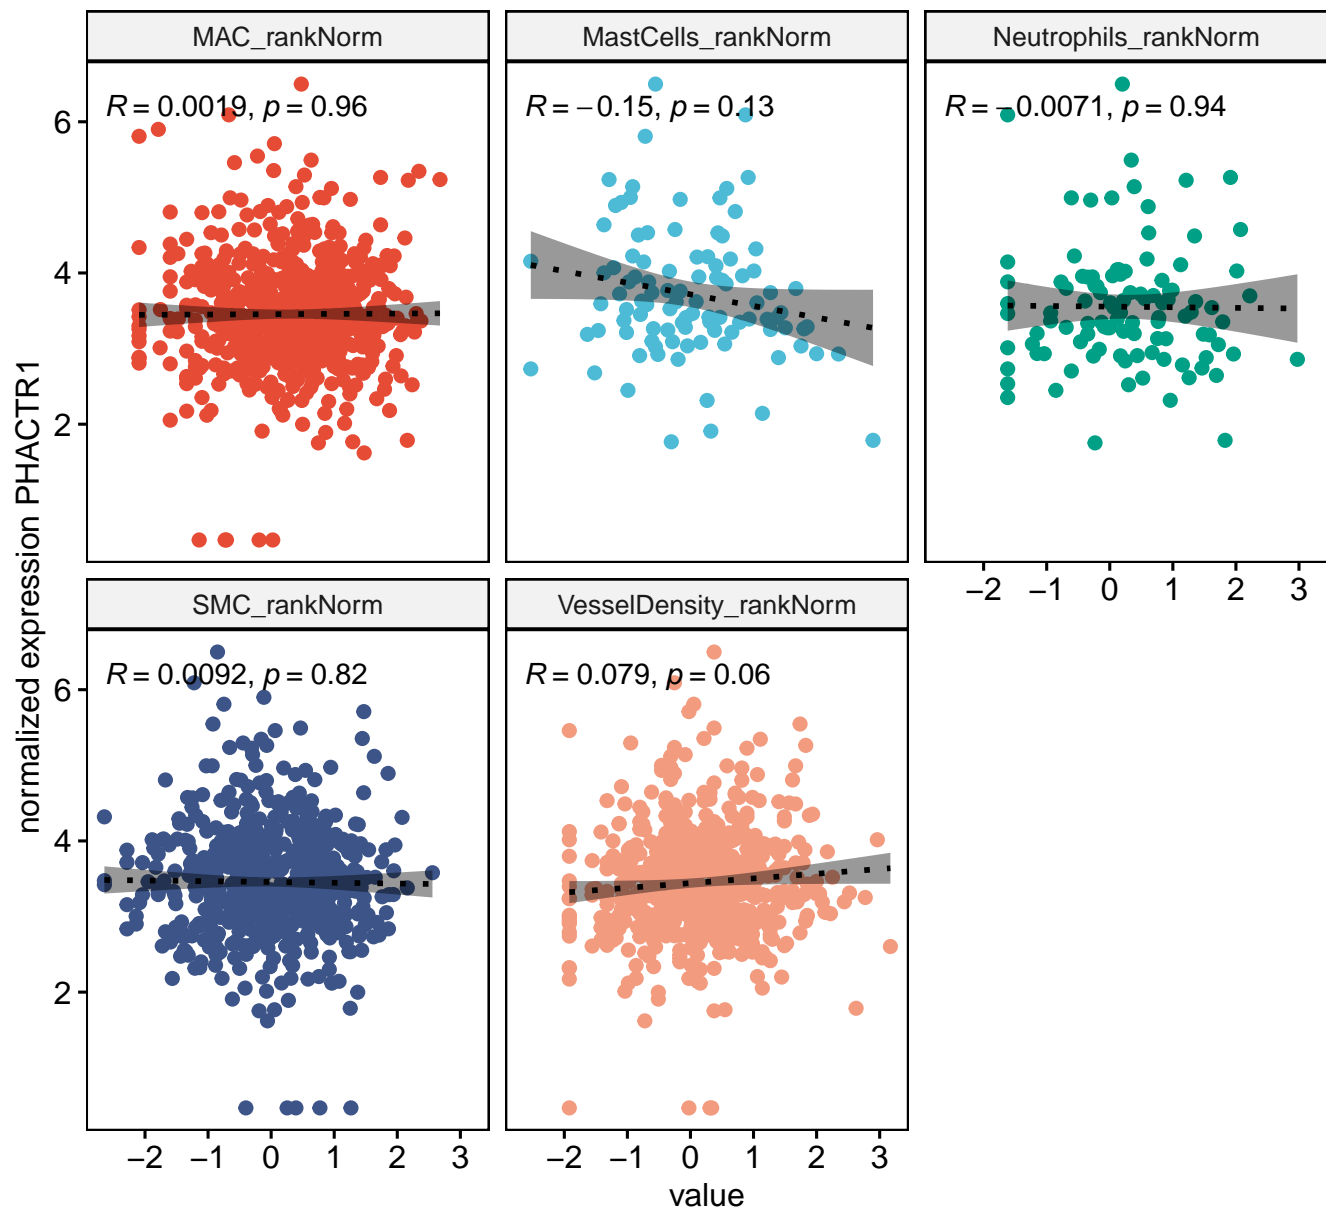 MAC_rankNorm
MastCells_rankNorm
Neutrophils_rankNorm
R = 0.0019, p = 0.96
R = −0.15, p = 0.13
R = −0.0071, p = 0.94
6
4
2
−2 −1 0 1 2 3
normalized expression PHACTR1
SMC_rankNorm
VesselDensity_rankNorm
R = 0.0092, p = 0.82
R = 0.079, p = 0.06
6
4
2
−2 −1 0 1 2 3
−2 −1 0 1 2 3
value